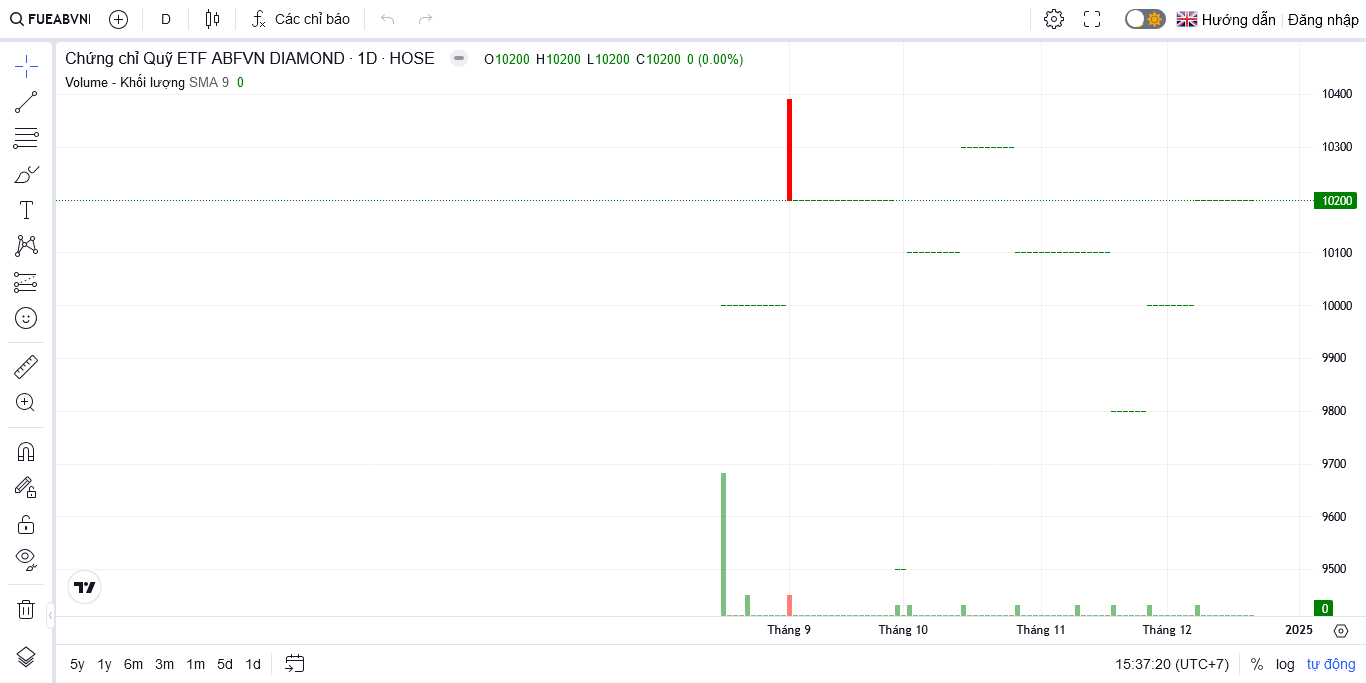 FUEABVNI D Các chỉ báo Hướng dẫn Đăng nhập
Chứng chỉ Quỹ ETF ABFVN DIAMOND · 1D · HOSE O10200 H10200 L10200 C10200 0 (0.00%)
Volume - Khối lượng SMA 9 0
10400
10300
10200
10100
10000
9900
9800
9700
9600
9500
0
Tháng 9 Tháng 10 Tháng 11 Tháng 12 2025
5y 1y 6m 3m 1m 5d 1d 15:37:20 (UTC+7) % log tự động